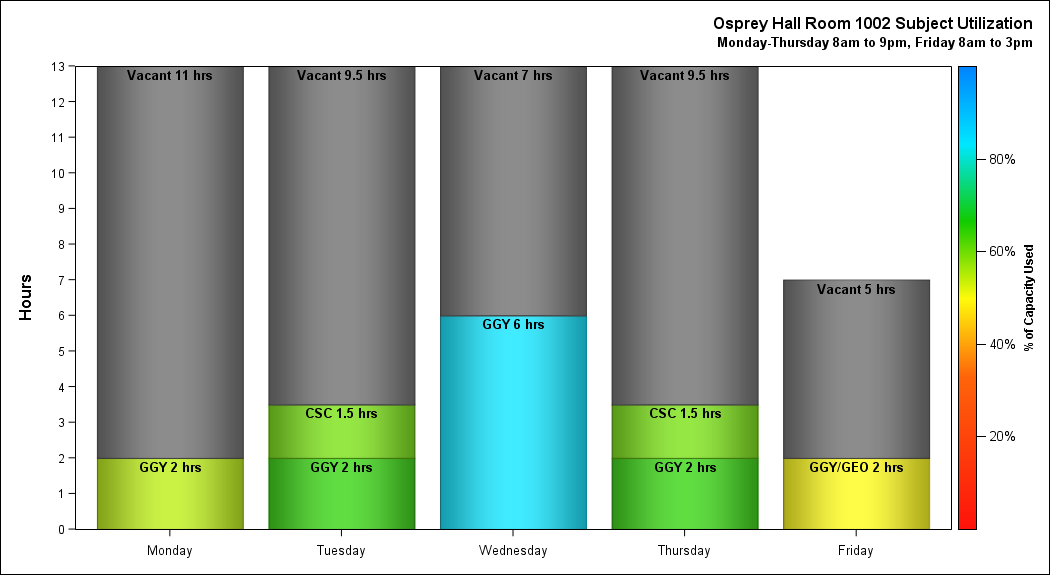 Osprey Hall Room 1002 Subject Utilization
Monday-Thursday 8am to 9pm, Friday 8am to 3pm
Hours
13
12
11
10
9
8
7
6
5
4
3
2
1
0
Vacant 11 hrs
GGY 2 hrs
Vacant 9.5 hrs
CSC 1.5 hrs
GGY 2 hrs
Vacant 7 hrs
GGY 6 hrs
Vacant 9.5 hrs
CSC 1.5 hrs
GGY 2 hrs
Vacant 5 hrs
GGY/GEO 2 hrs
Monday
Tuesday
Wednesday
Thursday
Friday
80%
60%
40%
20%
% of Capacity Used